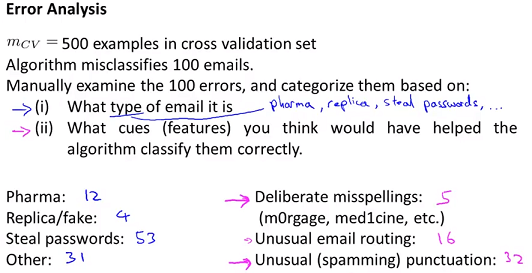 Error Analysis
m_CV = 500 examples in cross validation set
Algorithm misclassifies 100 emails.
Manually examine the 100 errors, and categorize them based on:
→ (i) What type of email it is pharma, replica, steal passwords, ...
→ (ii) What cues (features) you think would have helped the
algorithm classify them correctly.
Pharma: 12
Replica/fake: 4
Steal passwords: 53
Other: 31
→ Deliberate misspellings: 5
(m0rgage, med1cine, etc.)
→ Unusual email routing: 16
→ Unusual (spamming) punctuation: 32